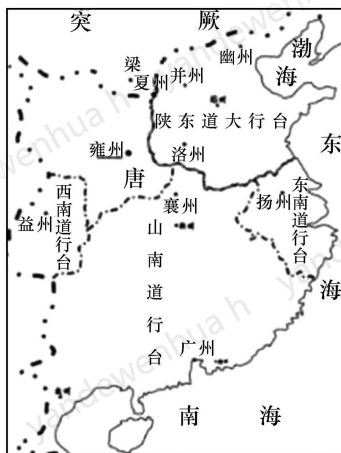 突厥
渤海
幽州
梁
夏州
并州
陕东道大行台
东海
雍州
洛州
唐
西南道行台
益州
襄州
山南道行台
扬州
东南道行台
广州
南海
yandewenhua h